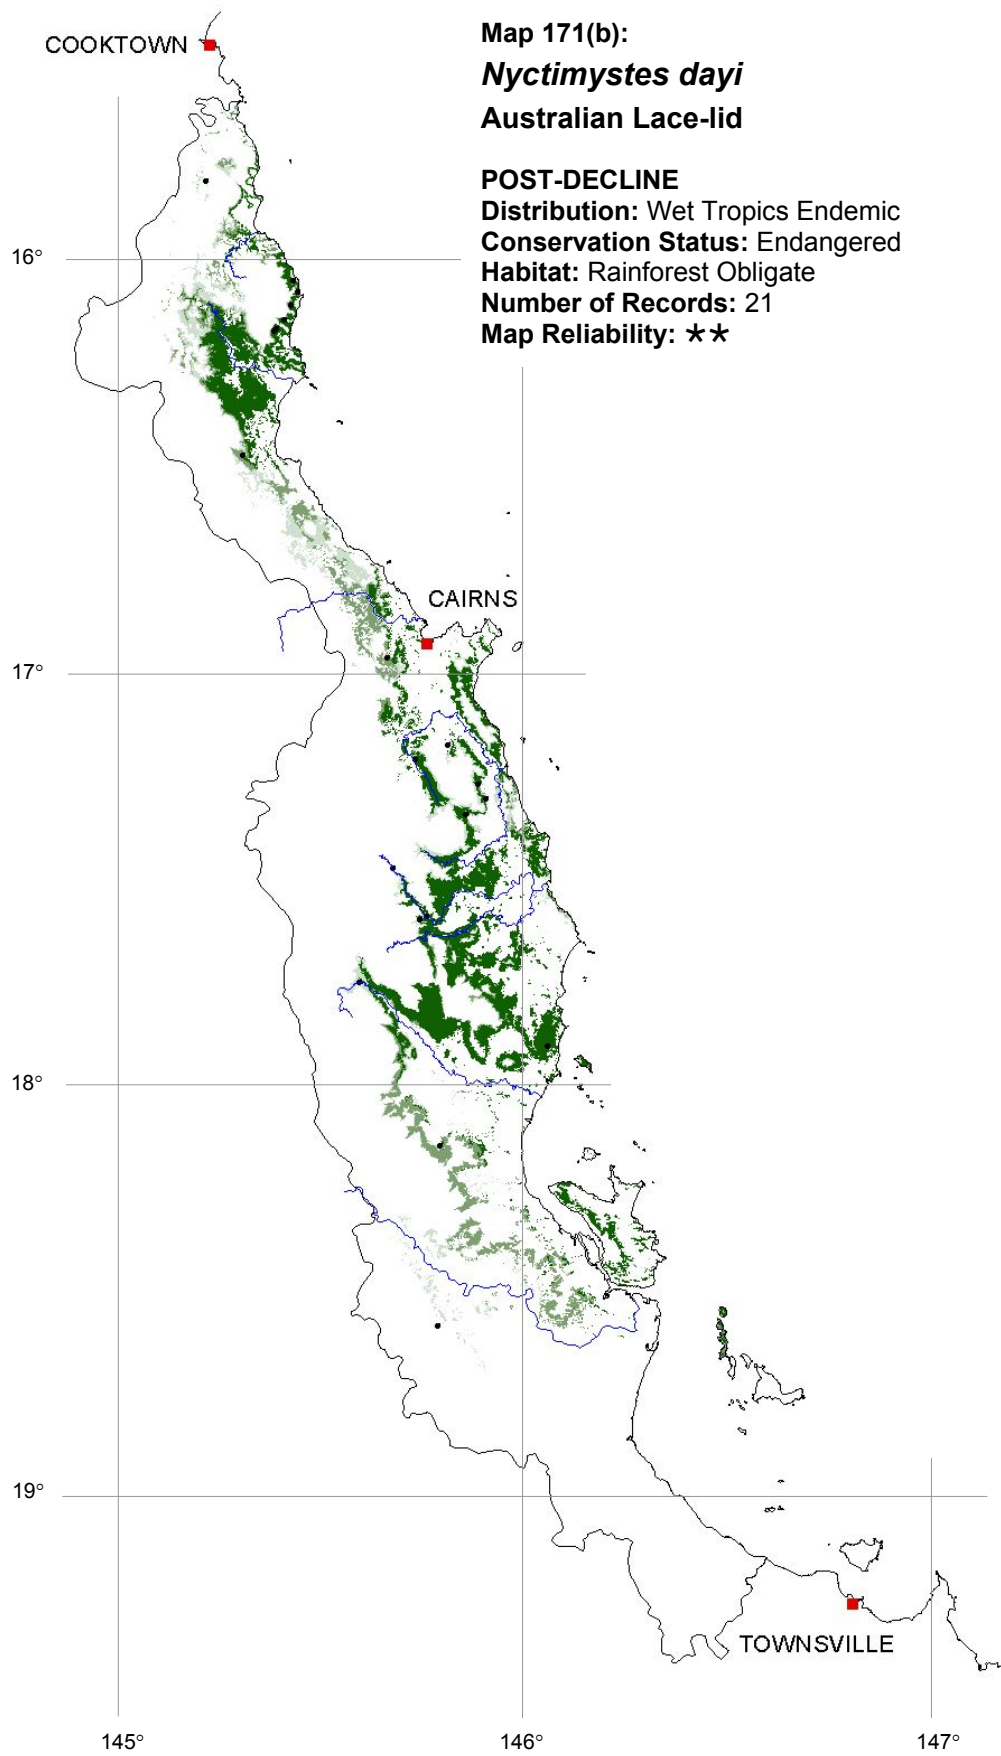 Map 171(b):
Nyctimystes dayi
Australian Lace-lid
POST-DECLINE
Distribution: Wet Tropics Endemic
Conservation Status: Endangered
Habitat: Rainforest Obligate
Number of Records: 21
Map Reliability: **
COOKTOWN
16°
CAIRNS
17°
18°
19°
TOWNSVILLE
145°
146°
147°